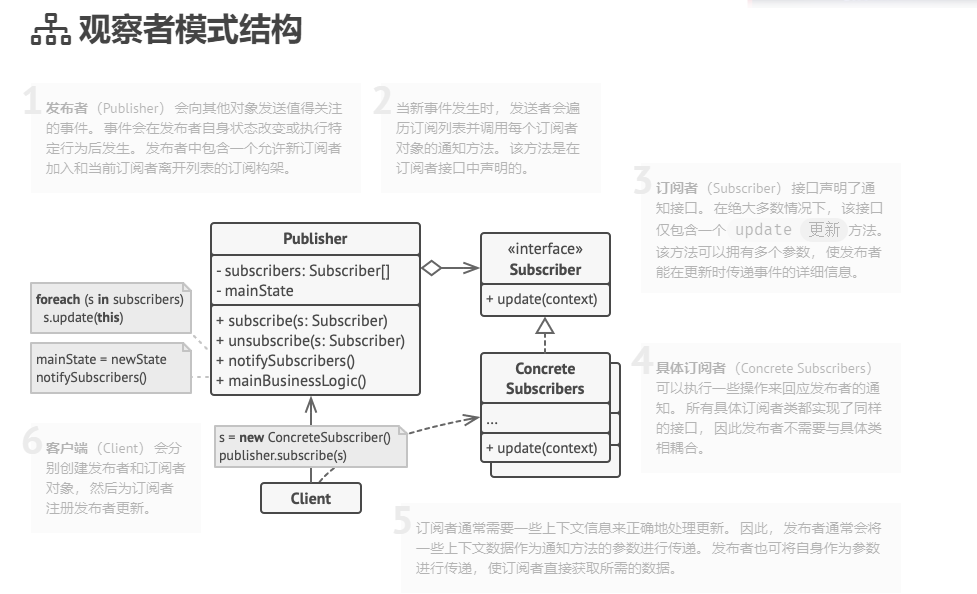 观察者模式结构
1
发布者（Publisher） 会向其他对象发送值得关注
的事件。 事件会在发布者自身状态改变或执行特
定行为后发生。 发布者中包含一个允许新订阅者
加入和当前订阅者离开列表的订阅构架。
2
当新事件发生时， 发送者会遍
历订阅列表并调用每个订阅者
对象的通知方法。 该方法是在
订阅者接口中声明的。
3
订阅者（Subscriber） 接口声明了通
知接口。 在绝大多数情况下， 该接口
仅包含一个 update 更新 方法。
该方法可以拥有多个参数， 使发布者
能在更新时传递事件的详细信息。
Publisher
- subscribers: Subscriber[]
- mainState
+ subscribe(s: Subscriber)
+ unsubscribe(s: Subscriber)
+ notifySubscribers()
+ mainBusinessLogic()
«interface»
Subscriber
+ update(context)
foreach (s in subscribers)
s.update(this)
mainState = newState
notifySubscribers()
Concrete
Subscribers
...
+ update(context)
4
具体订阅者（Concrete Subscribers）
可以执行一些操作来回应发布者的通
知。 所有具体订阅者类都实现了同样
的接口， 因此发布者不需要与具体类
相耦合。
s = new ConcreteSubscriber()
publisher.subscribe(s)
Client
6
客户端（Client） 会分
别创建发布者和订阅者
对象， 然后为订阅者
注册发布者更新。
5
订阅者通常需要一些上下文信息来正确地处理更新。 因此， 发布者通常会将
一些上下文数据作为通知方法的参数进行传递。 发布者也可将自身作为参数
进行传递， 使订阅者直接获取所需的数据。